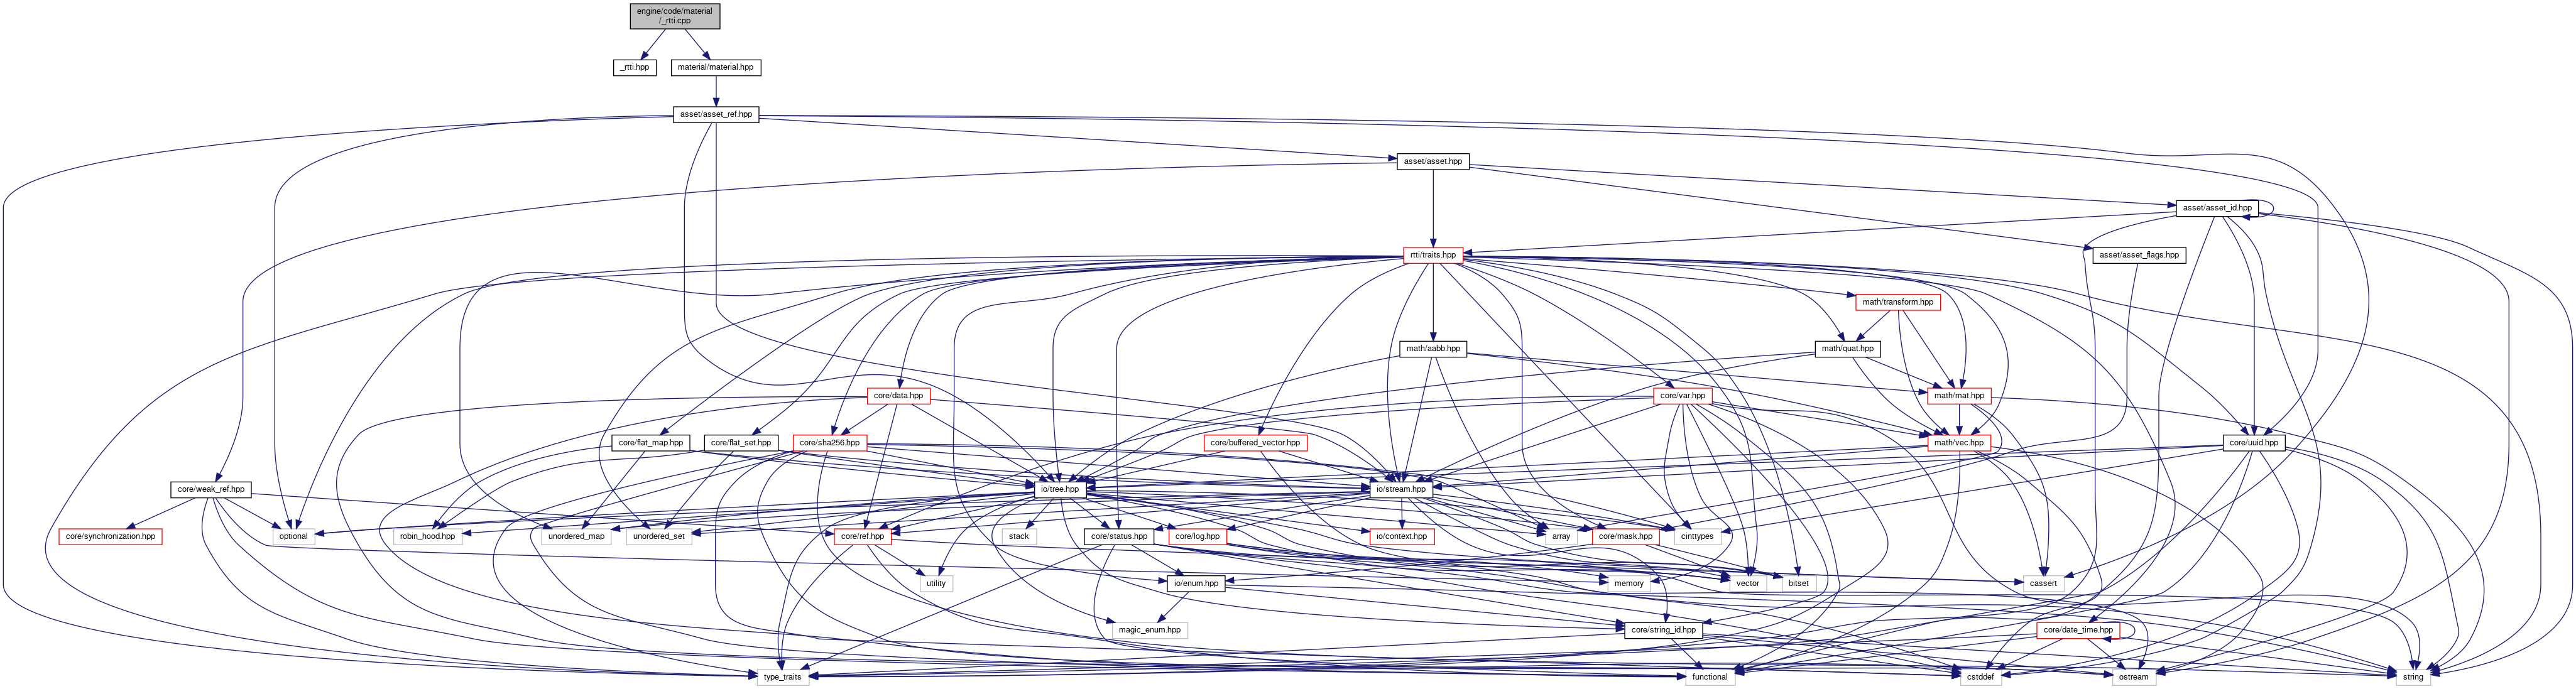 engine/code/material
/_rtti.cpp
_rtti.hpp
material/material.hpp
asset/asset_ref.hpp
asset/asset.hpp
asset/asset_id.hpp
rtti/traits.hpp
asset/asset_flags.hpp
math/transform.hpp
math/aabb.hpp
math/quat.hpp
core/data.hpp
core/var.hpp
math/mat.hpp
core/flat_map.hpp
core/flat_set.hpp
core/sha256.hpp
core/buffered_vector.hpp
math/vec.hpp
core/uuid.hpp
core/weak_ref.hpp
io/tree.hpp
io/stream.hpp
core/synchronization.hpp
optional
robin_hood.hpp
unordered_map
unordered_set
core/ref.hpp
stack
core/status.hpp
core/log.hpp
io/context.hpp
array
core/mask.hpp
cinttypes
utility
io/enum.hpp
memory
vector
bitset
cassert
magic_enum.hpp
core/string_id.hpp
core/date_time.hpp
type_traits
functional
cstddef
ostream
string